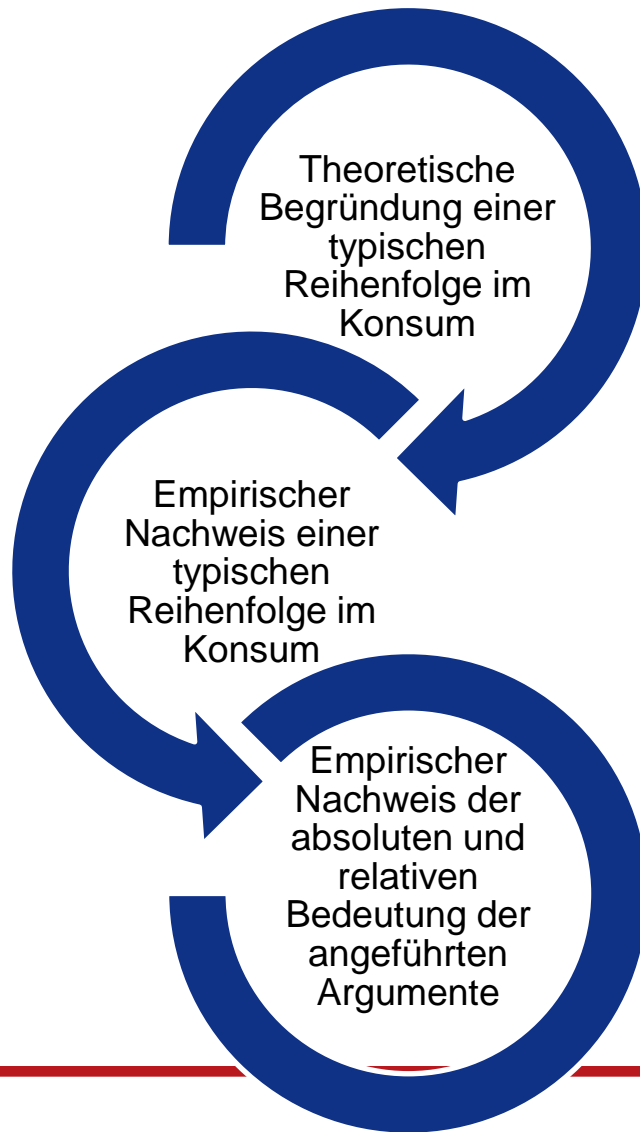 Theoretische
Begründung einer
typischen
Reihenfolge im
Konsum
Empirischer
Nachweis einer
typischen
Reihenfolge im
Konsum
Empirischer
Nachweis der
absoluten und
relativen
Bedeutung der
angeführten
Argumente